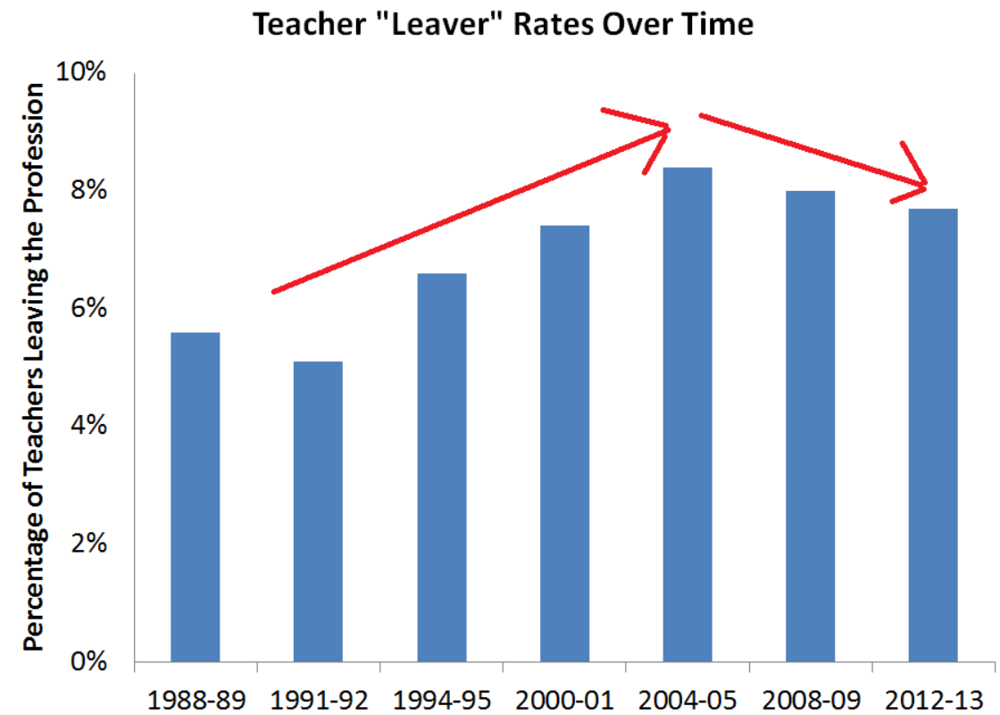 Teacher "Leaver" Rates Over Time
Percentage of Teachers Leaving the Profession
10%
8%
6%
4%
2%
0%
1988-89 1991-92 1994-95 2000-01 2004-05 2008-09 2012-13